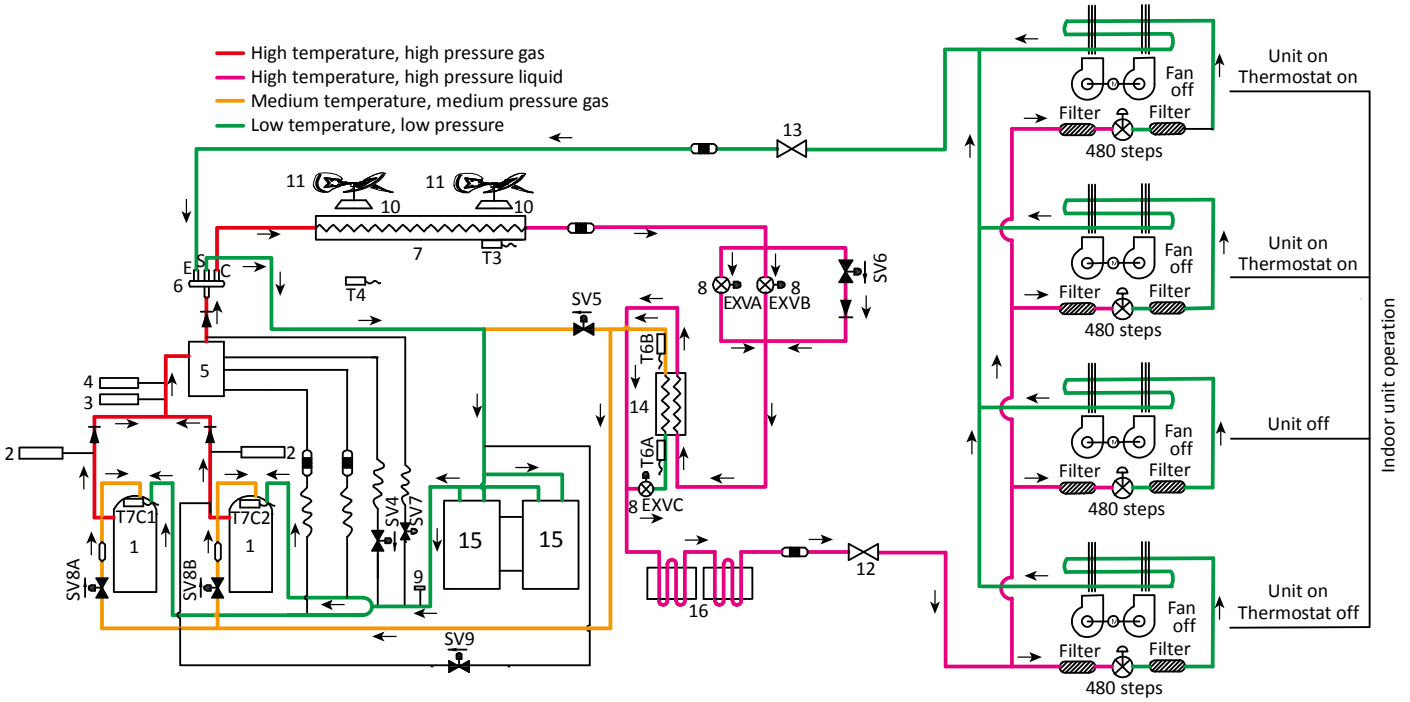 High temperature, high pressure gas
High temperature, high pressure liquid
Medium temperature, medium pressure gas
Low temperature, low pressure
13
11
11
10
10
7
T3
T4
E
S
C
6
5
4
3
2
2
T7C1
T7C2
1
1
SV8A
SV8B
SV4
SV7
9
SV9
15
15
SV5
T6B
14
T6A
8
EXVC
8
EXVA
8
EXVB
SV6
16
12
Fan
off
Filter
Filter
480 steps
Unit on
Thermostat on
Fan
off
Filter
Filter
480 steps
Unit on
Thermostat on
Fan
off
Filter
Filter
480 steps
Unit off
Fan
off
Filter
Filter
480 steps
Unit on
Thermostat off
Indoor unit operation